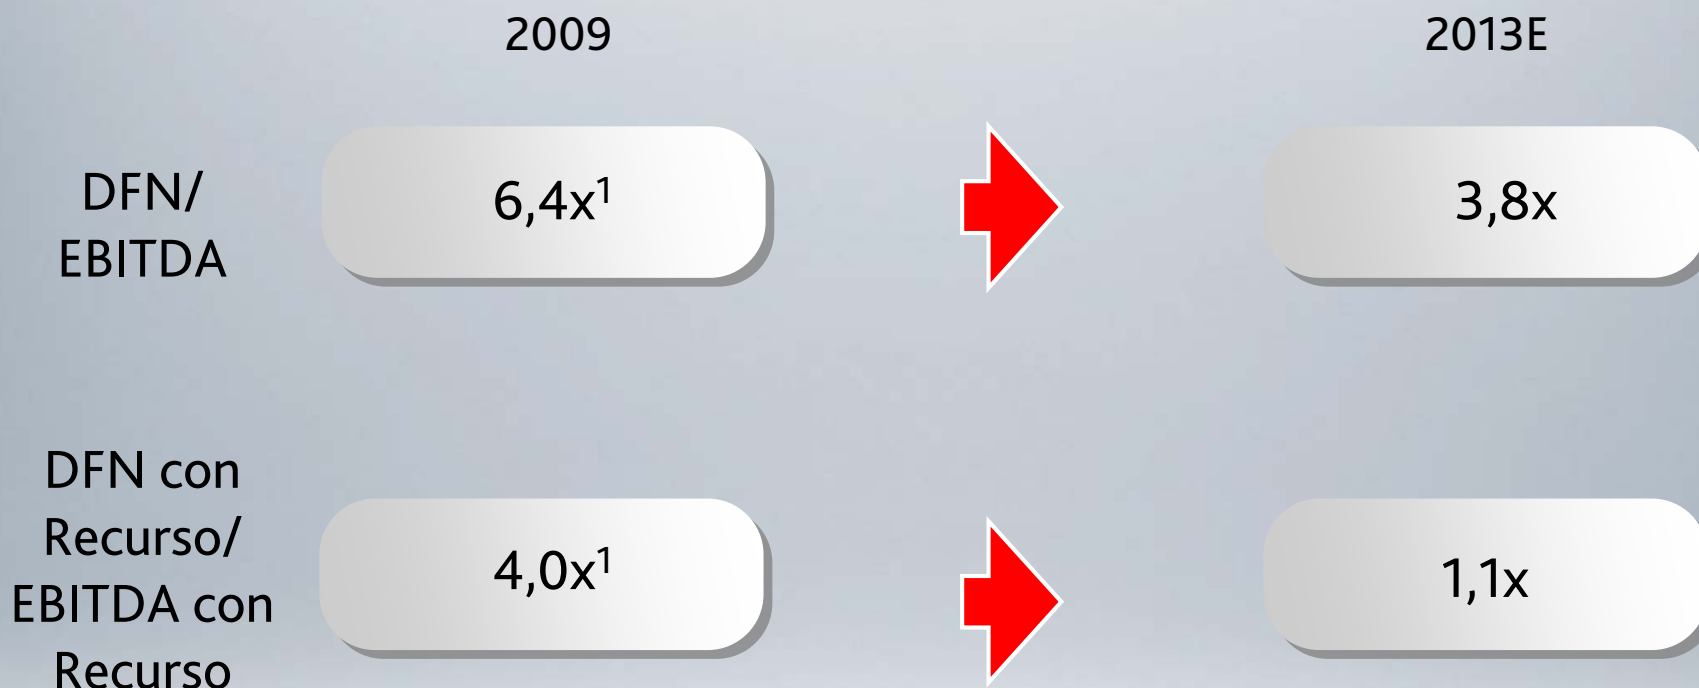 2009
2013E
DFN/
EBITDA
6,4x¹
3,8x
DFN con
Recurso/
EBITDA con
Recurso
4,0x¹
1,1x